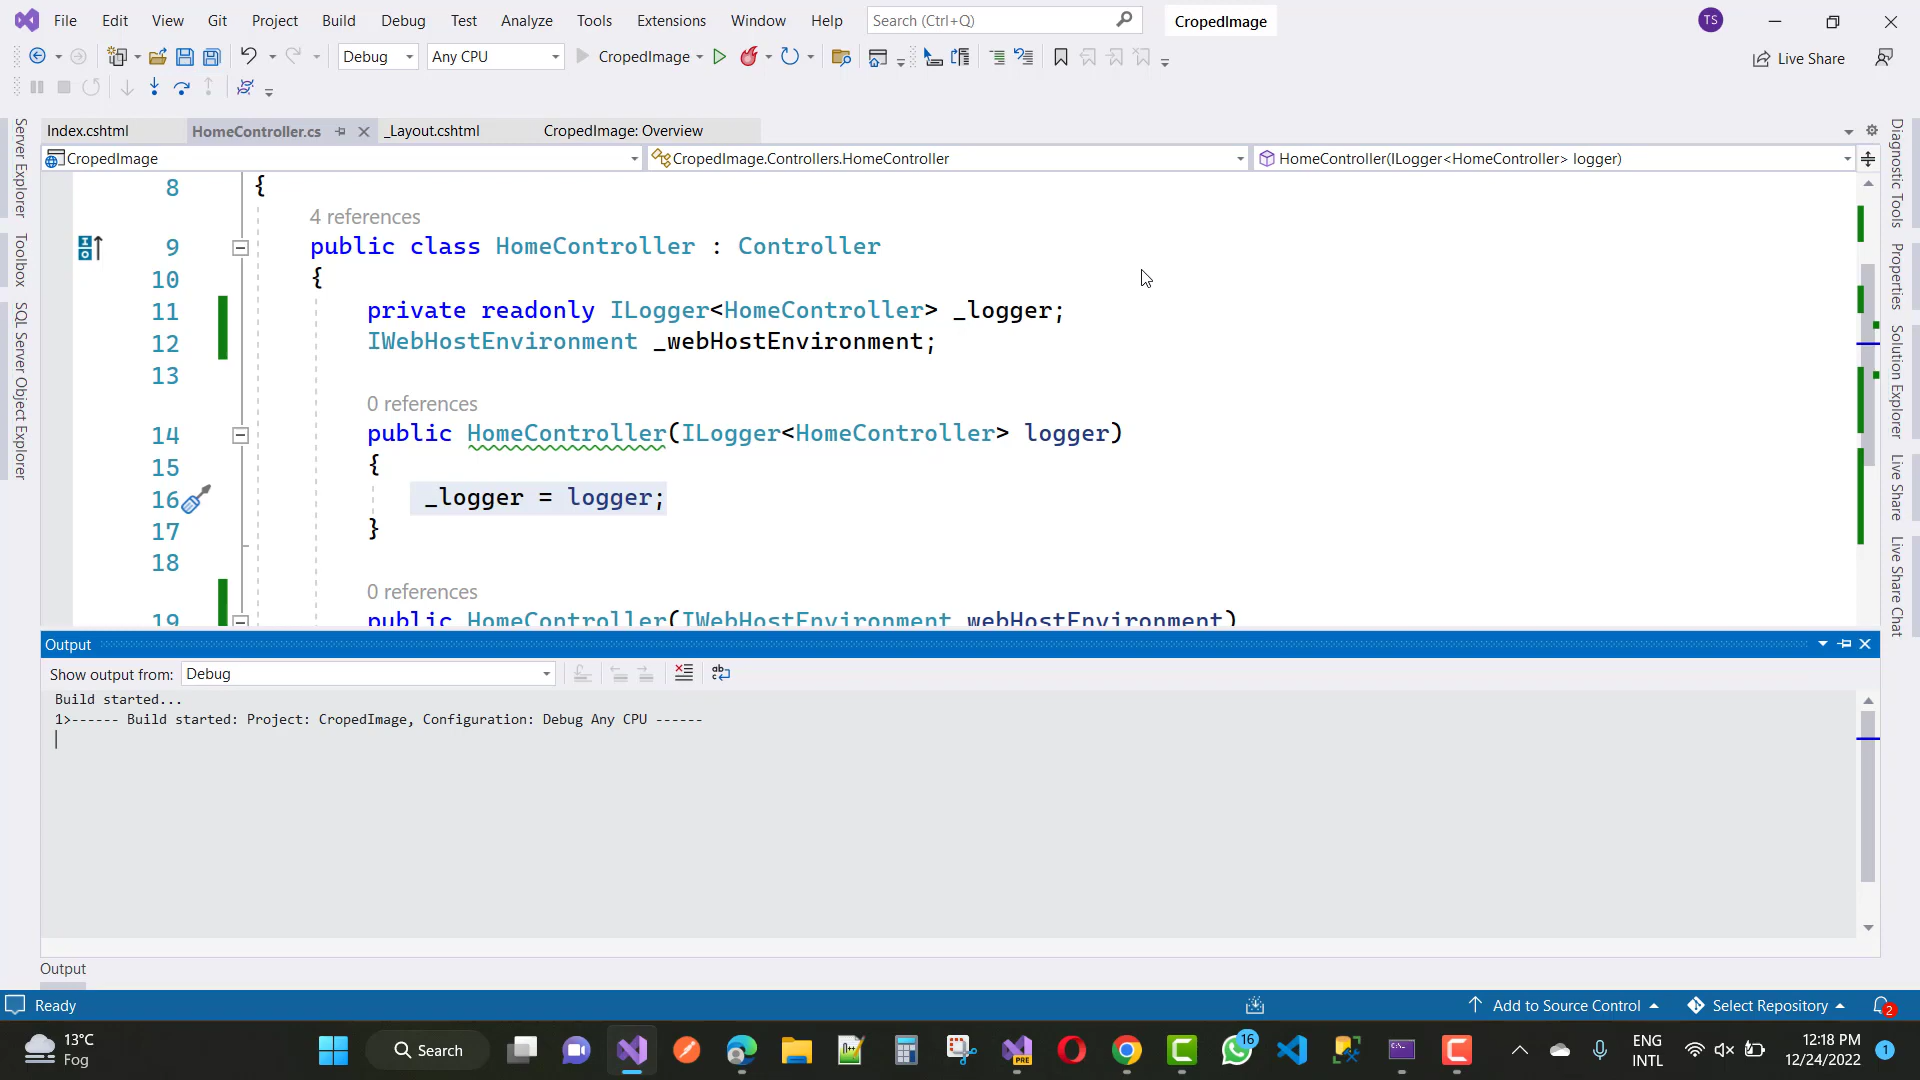 File Edit View Git Project Build Debug Test Analyze Tools Extensions Window Help Search (Ctrl+Q) CropedImage TS
Debug Any CPU CropedImage Live Share
Index.cshtml HomeController.cs _Layout.cshtml CropedImage: Overview
CropedImage CropedImage.Controllers.HomeController HomeController(ILogger<HomeController> logger)
8 {
4 references
9 public class HomeController : Controller
10 {
11 private readonly ILogger<HomeController> _logger;
12 IWebHostEnvironment _webHostEnvironment;
13
0 references
14 public HomeController(ILogger<HomeController> logger)
15 {
16 _logger = logger;
17 }
18
0 references
19 public HomeController(IWebHostEnvironment webHostEnvironment)
Server Explorer
Toolbox
SQL Server Object Explorer
Diagnostic Tools
Properties
Solution Explorer
Live Share
Live Share Chat
Output
Show output from: Debug
Build started...
1>------ Build started: Project: CropedImage, Configuration: Debug Any CPU ------
Output
Ready Add to Source Control Select Repository 2
13°C
Fog
Search
PRE
16
ENG
INTL
12:18 PM
12/24/2022
1